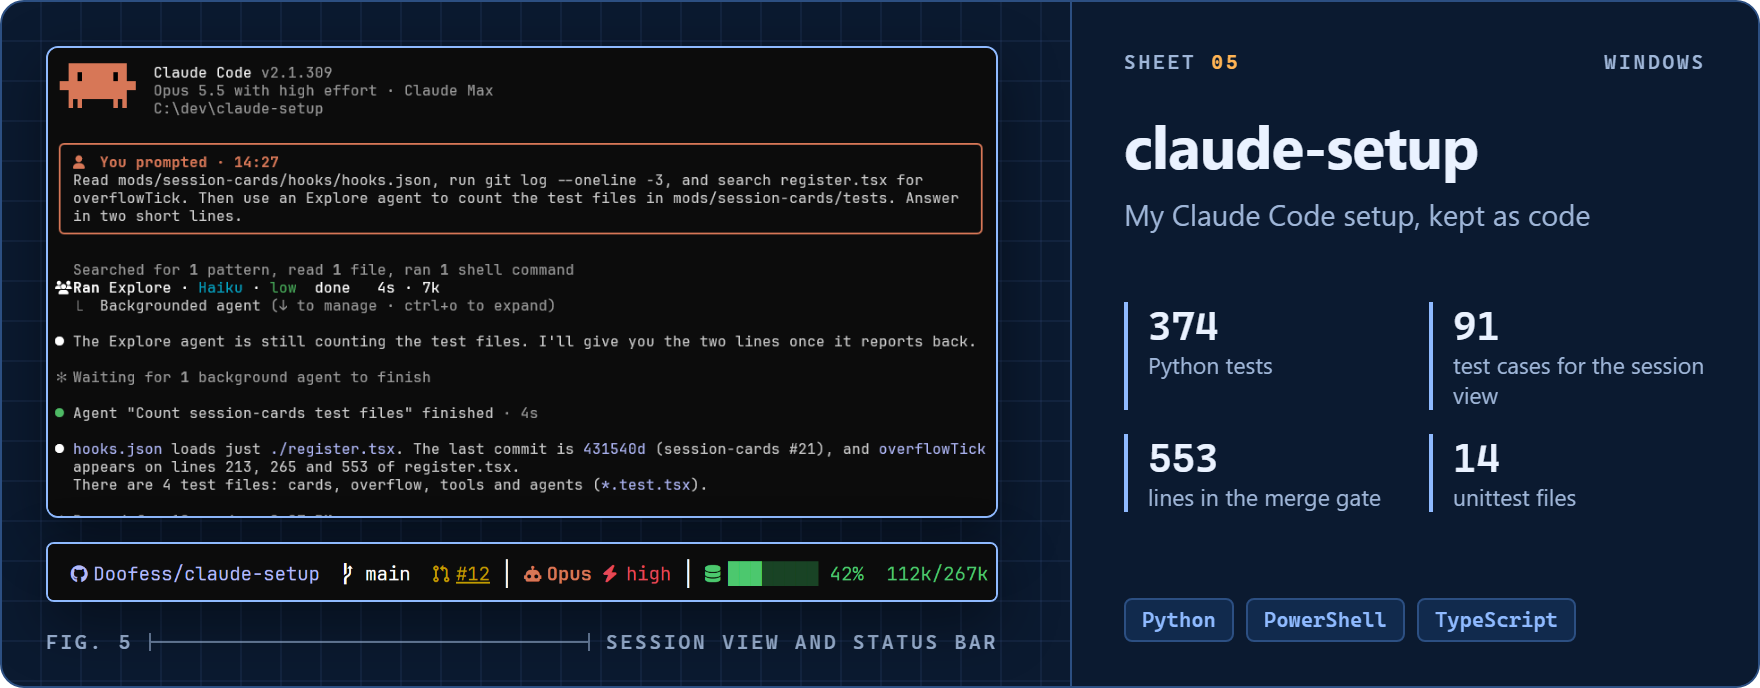 Claude Code v2.1.309
Opus 5.5 with high effort · Claude Max
C:\dev\claude-setup
You prompted · 14:27
Read mods/session-cards/hooks/hooks.json, run git log --oneline -3, and search register.tsx for
overflowTick. Then use an Explore agent to count the test files in mods/session-cards/tests. Answer
in two short lines.
Searched for 1 pattern, read 1 file, ran 1 shell command
Ran Explore · Haiku · low done 4s · 7k
└ Backgrounded agent (↓ to manage · ctrl+o to expand)
● The Explore agent is still counting the test files. I'll give you the two lines once it reports back.
✻ Waiting for 1 background agent to finish
● Agent "Count session-cards test files" finished · 4s
● hooks.json loads just ./register.tsx. The last commit is 431540d (session-cards #21), and overflowTick
appears on lines 213, 265 and 553 of register.tsx.
There are 4 test files: cards, overflow, tools and agents (*.test.tsx).
Doofess/claude-setup main #12 | Opus high | 42% 112k/267k
FIG. 5 SESSION VIEW AND STATUS BAR
SHEET 05 WINDOWS
claude-setup
My Claude Code setup, kept as code
374
Python tests
91
test cases for the session
view
553
lines in the merge gate
14
unittest files
Python PowerShell TypeScript